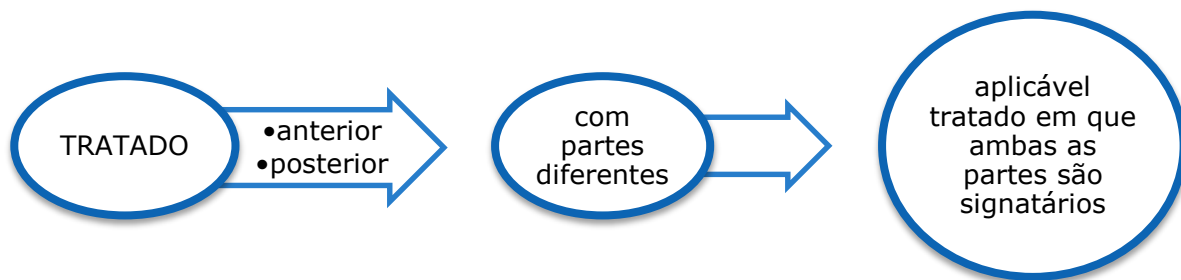 TRATADO
•anterior
•posterior
com
partes
diferentes
aplicável
tratado em que
ambas as
partes são
signatários